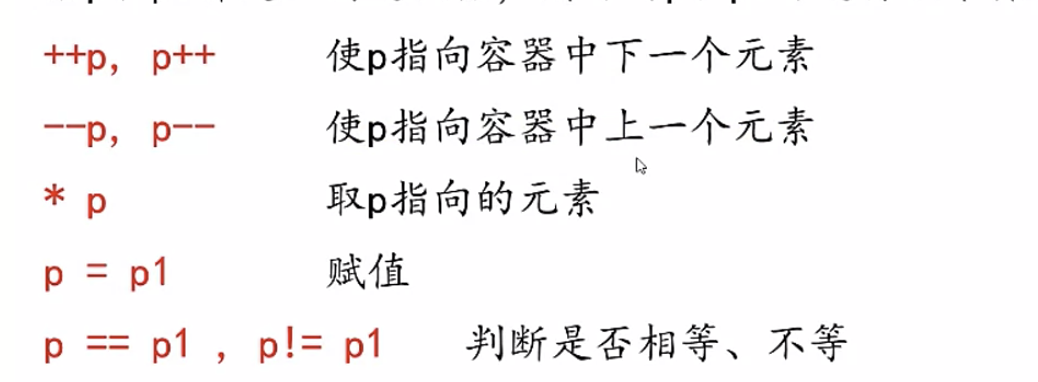 ++p, p++ 使p指向容器中下一个元素
--p, p-- 使p指向容器中上一个元素
* p 取p指向的元素
p = p1 赋值
p == p1 , p!= p1 判断是否相等、不等